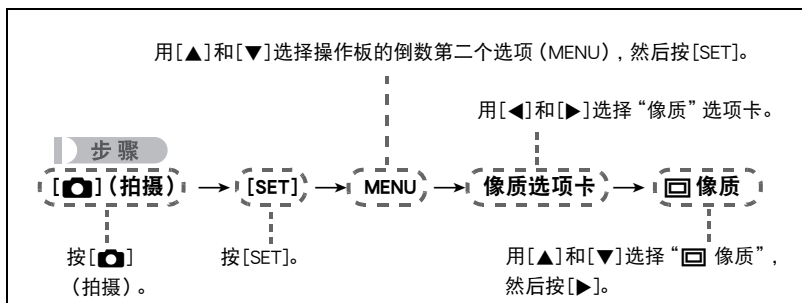 用[▲]和[▼]选择操作板的倒数第二个选项（MENU），然后按[SET]。
用[◀]和[▶]选择“像质”选项卡。
步骤
[📷]（拍摄） → [SET] → MENU → 像质选项卡 → 像质
按[📷]
（拍摄）。
按[SET]。
用[▲]和[▼]选择“ 像质”，
然后按[▶]。